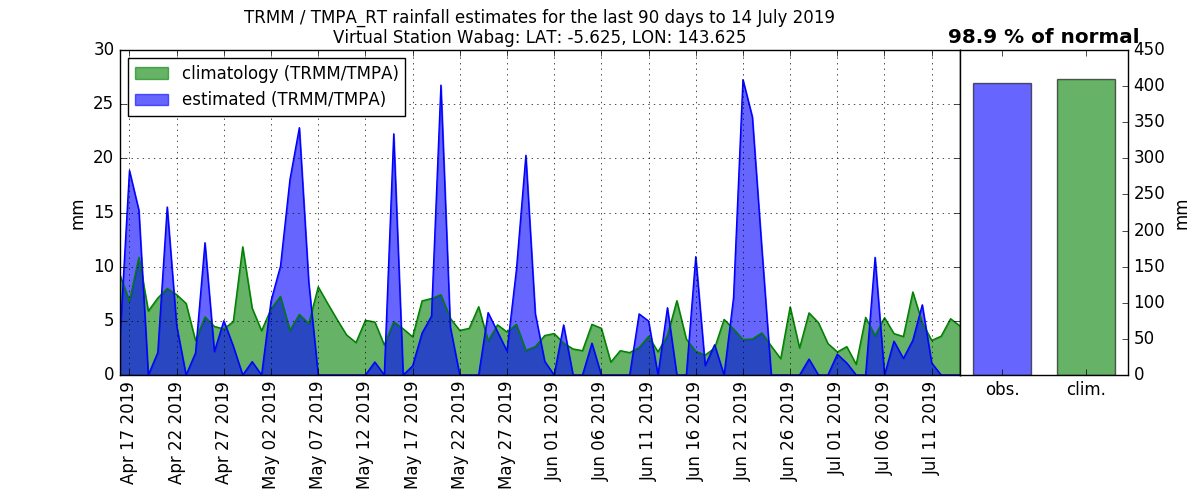 TRMM / TMPA_RT rainfall estimates for the last 90 days to 14 July 2019
Virtual Station Wabag: LAT: -5.625, LON: 143.625
98.9 % of normal
climatology (TRMM/TMPA)
estimated (TRMM/TMPA)
30
25
20
15
10
5
0
mm
450
400
350
300
250
200
150
100
50
0
mm
Apr 17 2019
Apr 22 2019
Apr 27 2019
May 02 2019
May 07 2019
May 12 2019
May 17 2019
May 22 2019
May 27 2019
Jun 01 2019
Jun 06 2019
Jun 11 2019
Jun 16 2019
Jun 21 2019
Jun 26 2019
Jul 01 2019
Jul 06 2019
Jul 11 2019
obs.
clim.